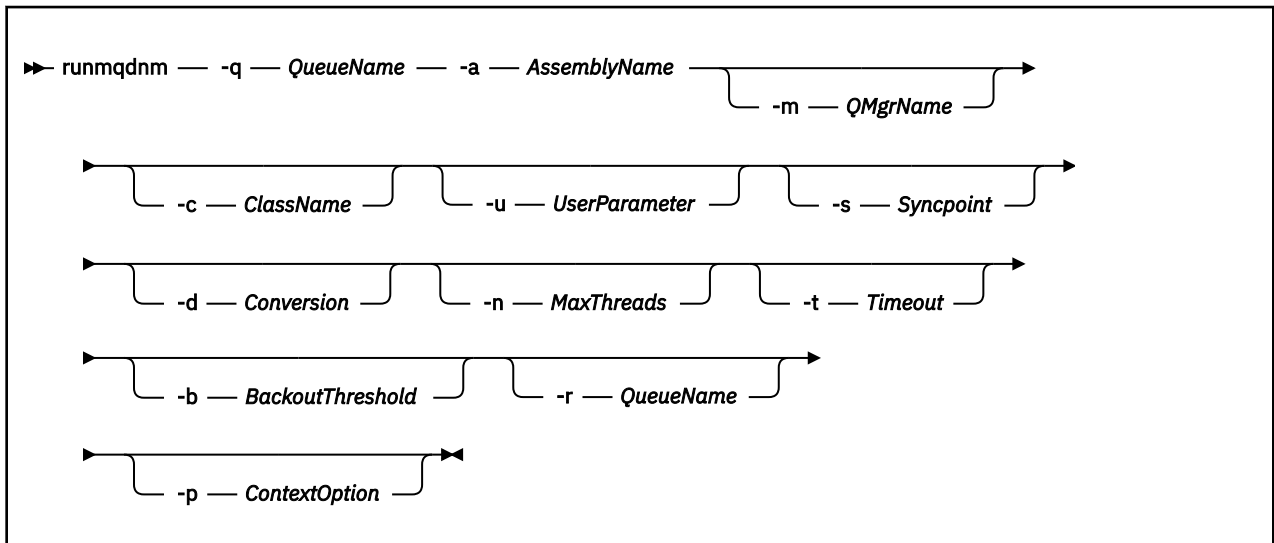 runmqdnm -q QueueName -a AssemblyName
-m QMgrName
-c ClassName -u UserParameter -s Syncpoint
-d Conversion -n MaxThreads -t Timeout
-b BackoutThreshold -r QueueName
-p ContextOption